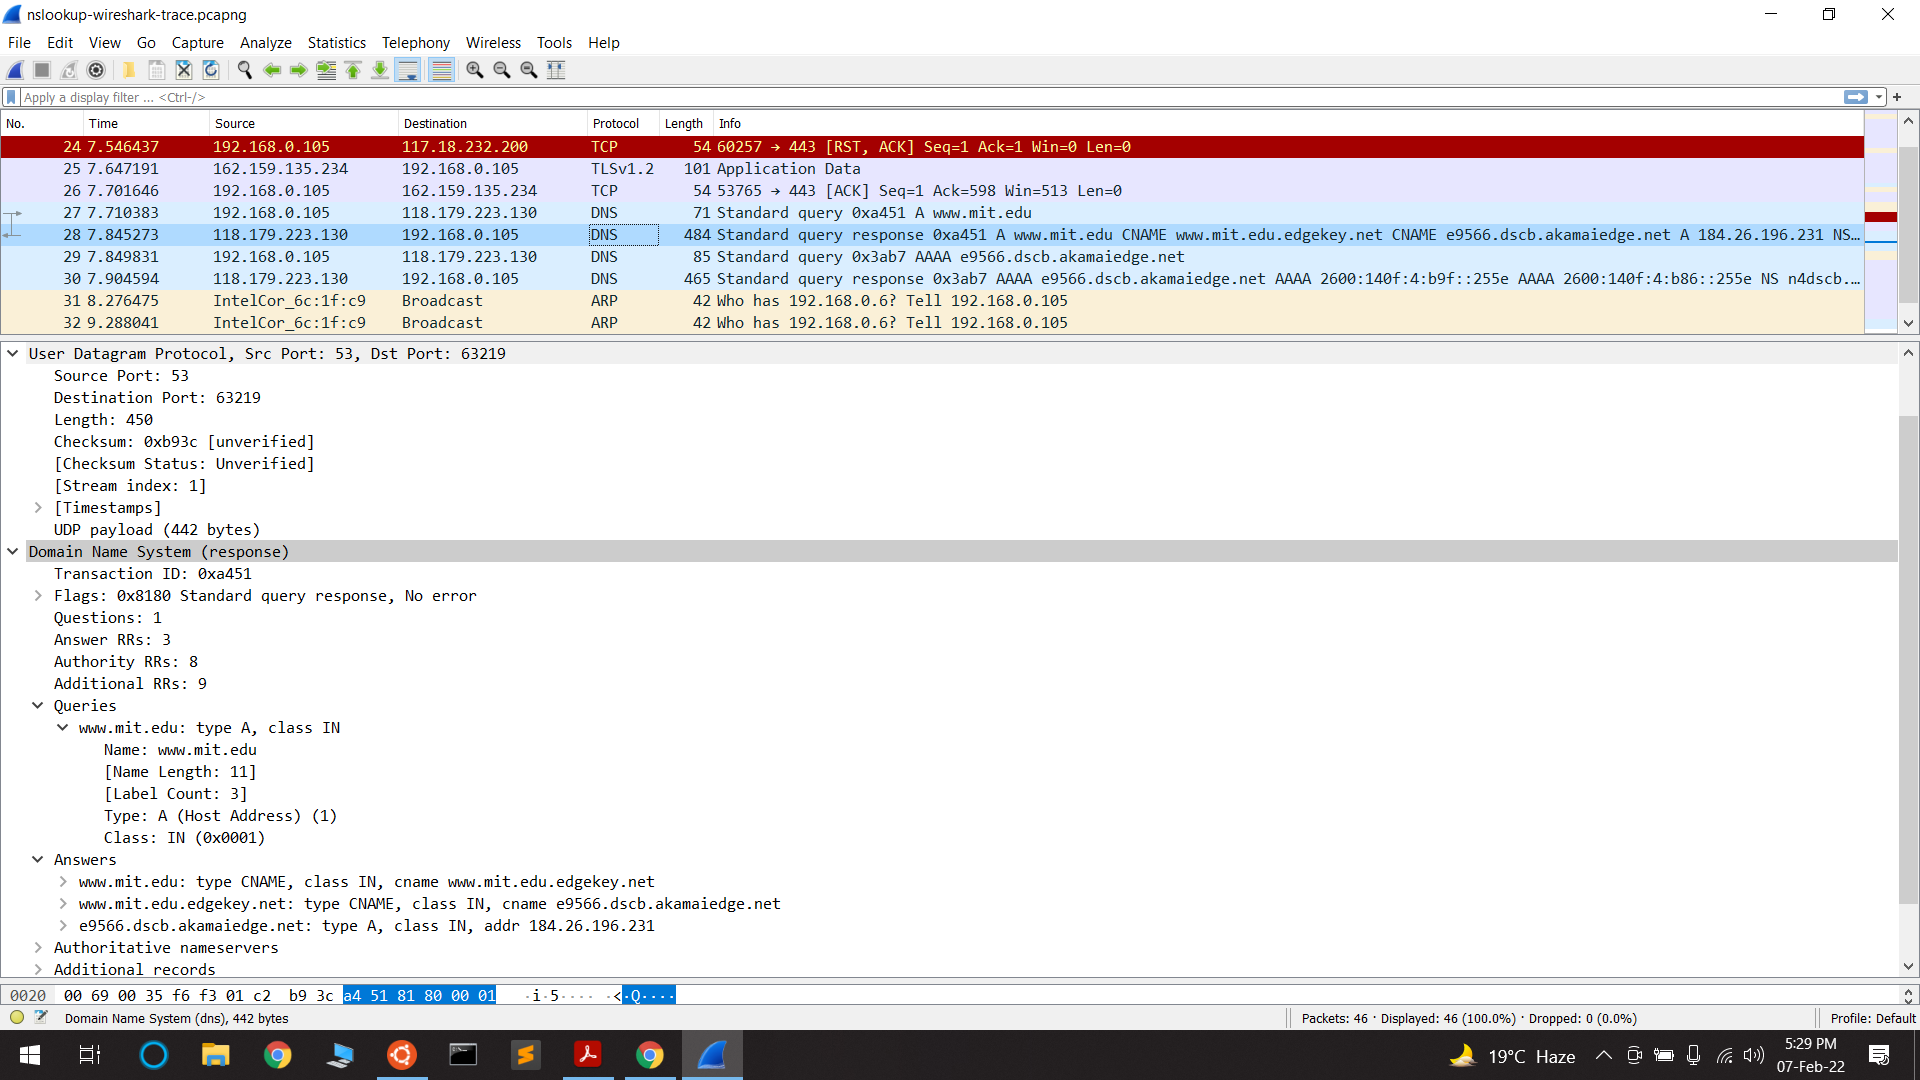 nslookup-wireshark-trace.pcapng
File Edit View Go Capture Analyze Statistics Telephony Wireless Tools Help
Apply a display filter ... <Ctrl-/>
No. Time Source Destination Protocol Length Info
24 7.546437 192.168.0.105 117.18.232.200 TCP 54 60257 → 443 [RST, ACK] Seq=1 Ack=1 Win=0 Len=0
25 7.647191 162.159.135.234 192.168.0.105 TLSv1.2 101 Application Data
26 7.701646 192.168.0.105 162.159.135.234 TCP 54 53765 → 443 [ACK] Seq=1 Ack=598 Win=513 Len=0
27 7.710383 192.168.0.105 118.179.223.130 DNS 71 Standard query 0xa451 A www.mit.edu
28 7.845273 118.179.223.130 192.168.0.105 DNS 484 Standard query response 0xa451 A www.mit.edu CNAME www.mit.edu.edgekey.net CNAME e9566.dscb.akamaiedge.net A 184.26.196.231 NS…
29 7.849831 192.168.0.105 118.179.223.130 DNS 85 Standard query 0x3ab7 AAAA e9566.dscb.akamaiedge.net
30 7.904594 118.179.223.130 192.168.0.105 DNS 465 Standard query response 0x3ab7 AAAA e9566.dscb.akamaiedge.net AAAA 2600:140f:4:b9f::255e AAAA 2600:140f:4:b86::255e NS n4dscb.…
31 8.276475 IntelCor_6c:1f:c9 Broadcast ARP 42 Who has 192.168.0.6? Tell 192.168.0.105
32 9.288041 IntelCor_6c:1f:c9 Broadcast ARP 42 Who has 192.168.0.6? Tell 192.168.0.105
User Datagram Protocol, Src Port: 53, Dst Port: 63219
Source Port: 53
Destination Port: 63219
Length: 450
Checksum: 0xb93c [unverified]
[Checksum Status: Unverified]
[Stream index: 1]
[Timestamps]
UDP payload (442 bytes)
Domain Name System (response)
Transaction ID: 0xa451
Flags: 0x8180 Standard query response, No error
Questions: 1
Answer RRs: 3
Authority RRs: 8
Additional RRs: 9
Queries
www.mit.edu: type A, class IN
Name: www.mit.edu
[Name Length: 11]
[Label Count: 3]
Type: A (Host Address) (1)
Class: IN (0x0001)
Answers
www.mit.edu: type CNAME, class IN, cname www.mit.edu.edgekey.net
www.mit.edu.edgekey.net: type CNAME, class IN, cname e9566.dscb.akamaiedge.net
e9566.dscb.akamaiedge.net: type A, class IN, addr 184.26.196.231
Authoritative nameservers
Additional records
0020 00 69 00 35 f6 f3 01 c2 b9 3c a4 51 81 80 00 01 ·i·5···· ·<·Q····
Domain Name System (dns), 442 bytes
Packets: 46 · Displayed: 46 (100.0%) · Dropped: 0 (0.0%)
Profile: Default
19°C Haze
5:29 PM
07-Feb-22